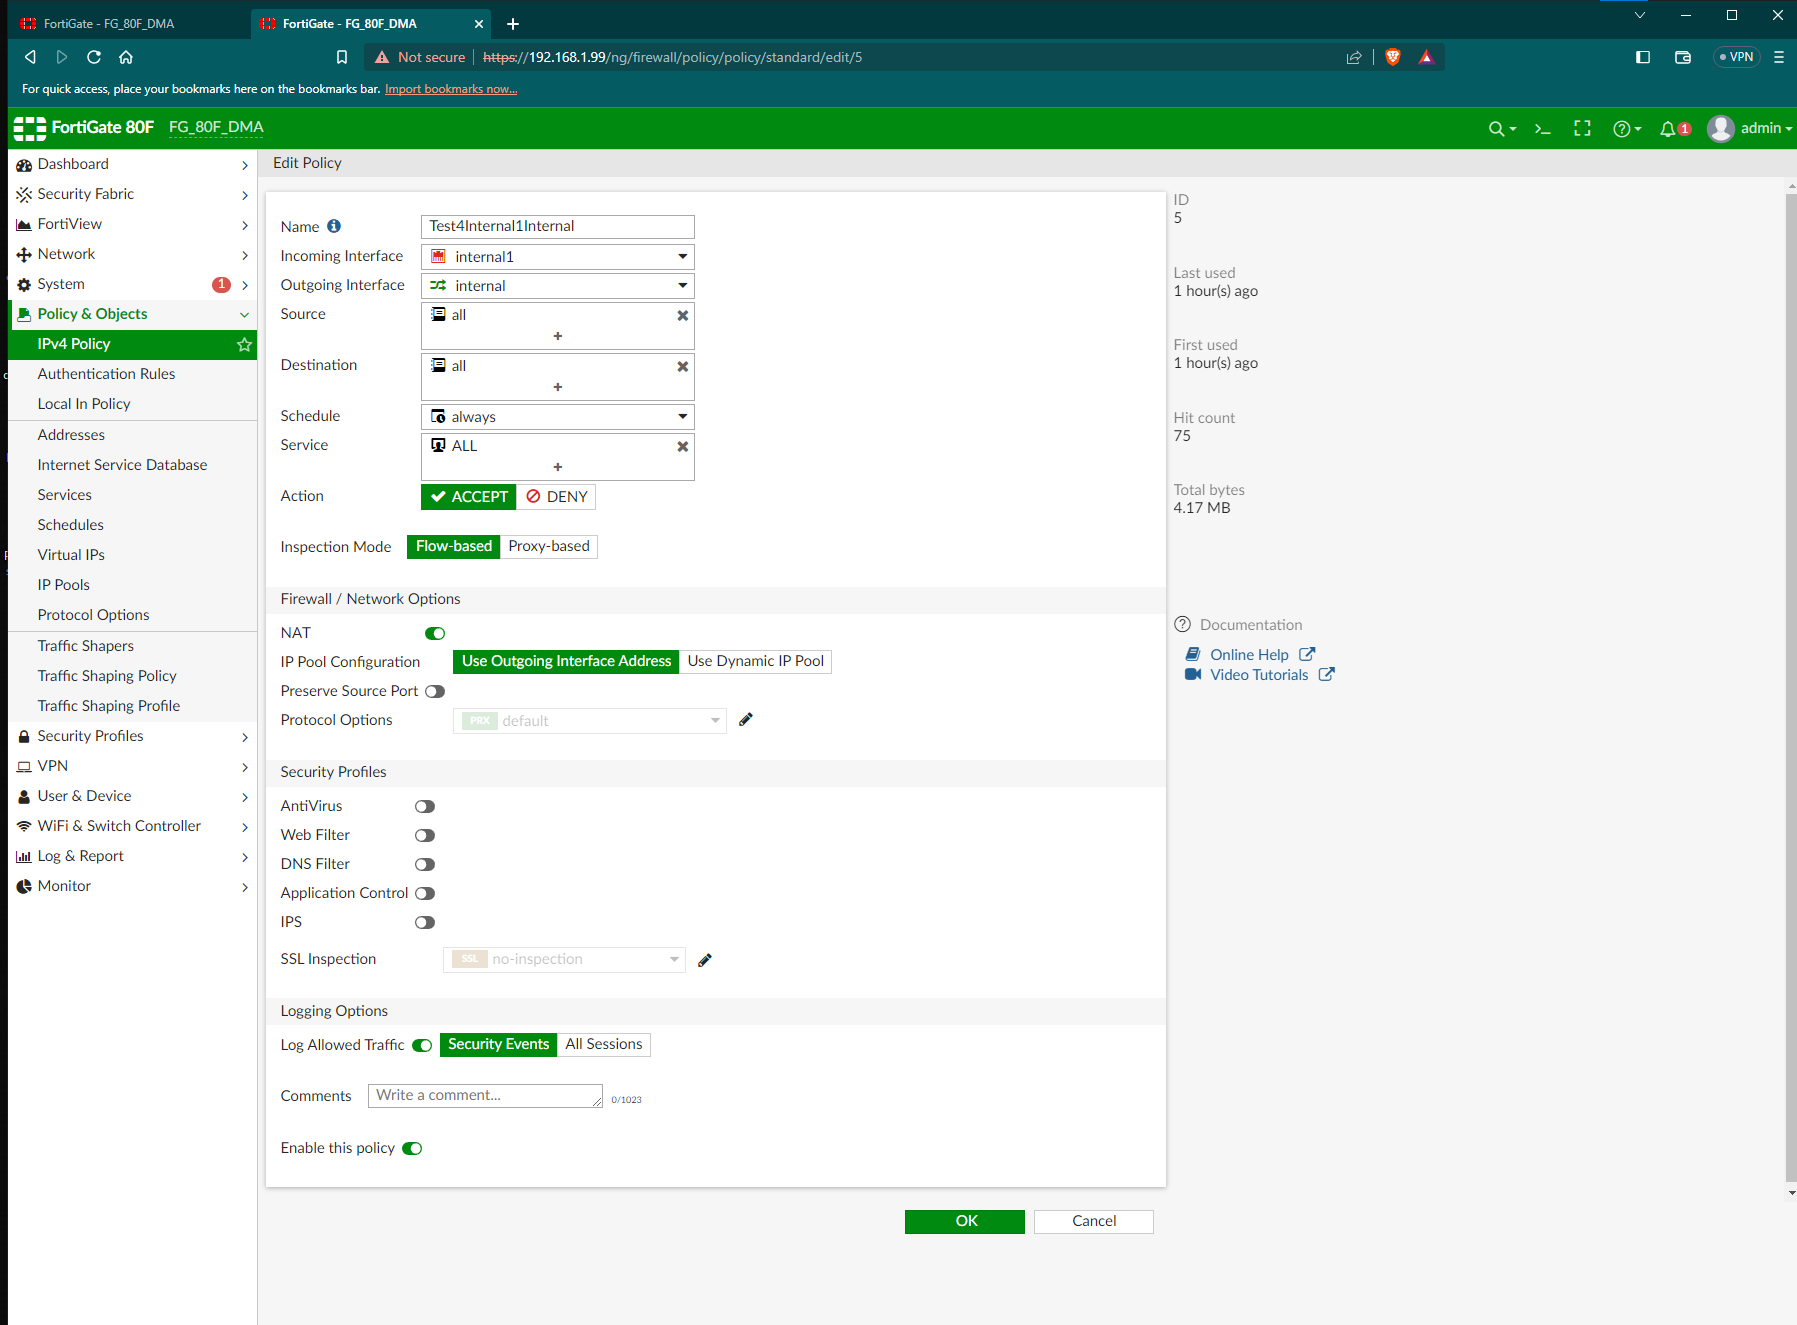 FortiGate - FG_80F_DMA
FortiGate - FG_80F_DMA
Not secure https://192.168.1.99/ng/firewall/policy/policy/standard/edit/5
VPN
For quick access, place your bookmarks here on the bookmarks bar. Import bookmarks now...
FortiGate 80F FG_80F_DMA
1 admin
Dashboard
Security Fabric
FortiView
Network
System 1
Policy & Objects
IPv4 Policy
Authentication Rules
Local In Policy
Addresses
Internet Service Database
Services
Schedules
Virtual IPs
IP Pools
Protocol Options
Traffic Shapers
Traffic Shaping Policy
Traffic Shaping Profile
Security Profiles
VPN
User & Device
WiFi & Switch Controller
Log & Report
Monitor
Edit Policy
Name Test4Internal1Internal
Incoming Interface internal1
Outgoing Interface internal
Source all
+
Destination all
+
Schedule always
Service ALL
+
Action ACCEPT DENY
Inspection Mode Flow-based Proxy-based
Firewall / Network Options
NAT
IP Pool Configuration Use Outgoing Interface Address Use Dynamic IP Pool
Preserve Source Port
Protocol Options PRX default
Security Profiles
AntiVirus
Web Filter
DNS Filter
Application Control
IPS
SSL Inspection SSL no-inspection
Logging Options
Log Allowed Traffic Security Events All Sessions
Comments Write a comment... 0/1023
Enable this policy
OK Cancel
ID
5
Last used
1 hour(s) ago
First used
1 hour(s) ago
Hit count
75
Total bytes
4.17 MB
Documentation
Online Help
Video Tutorials